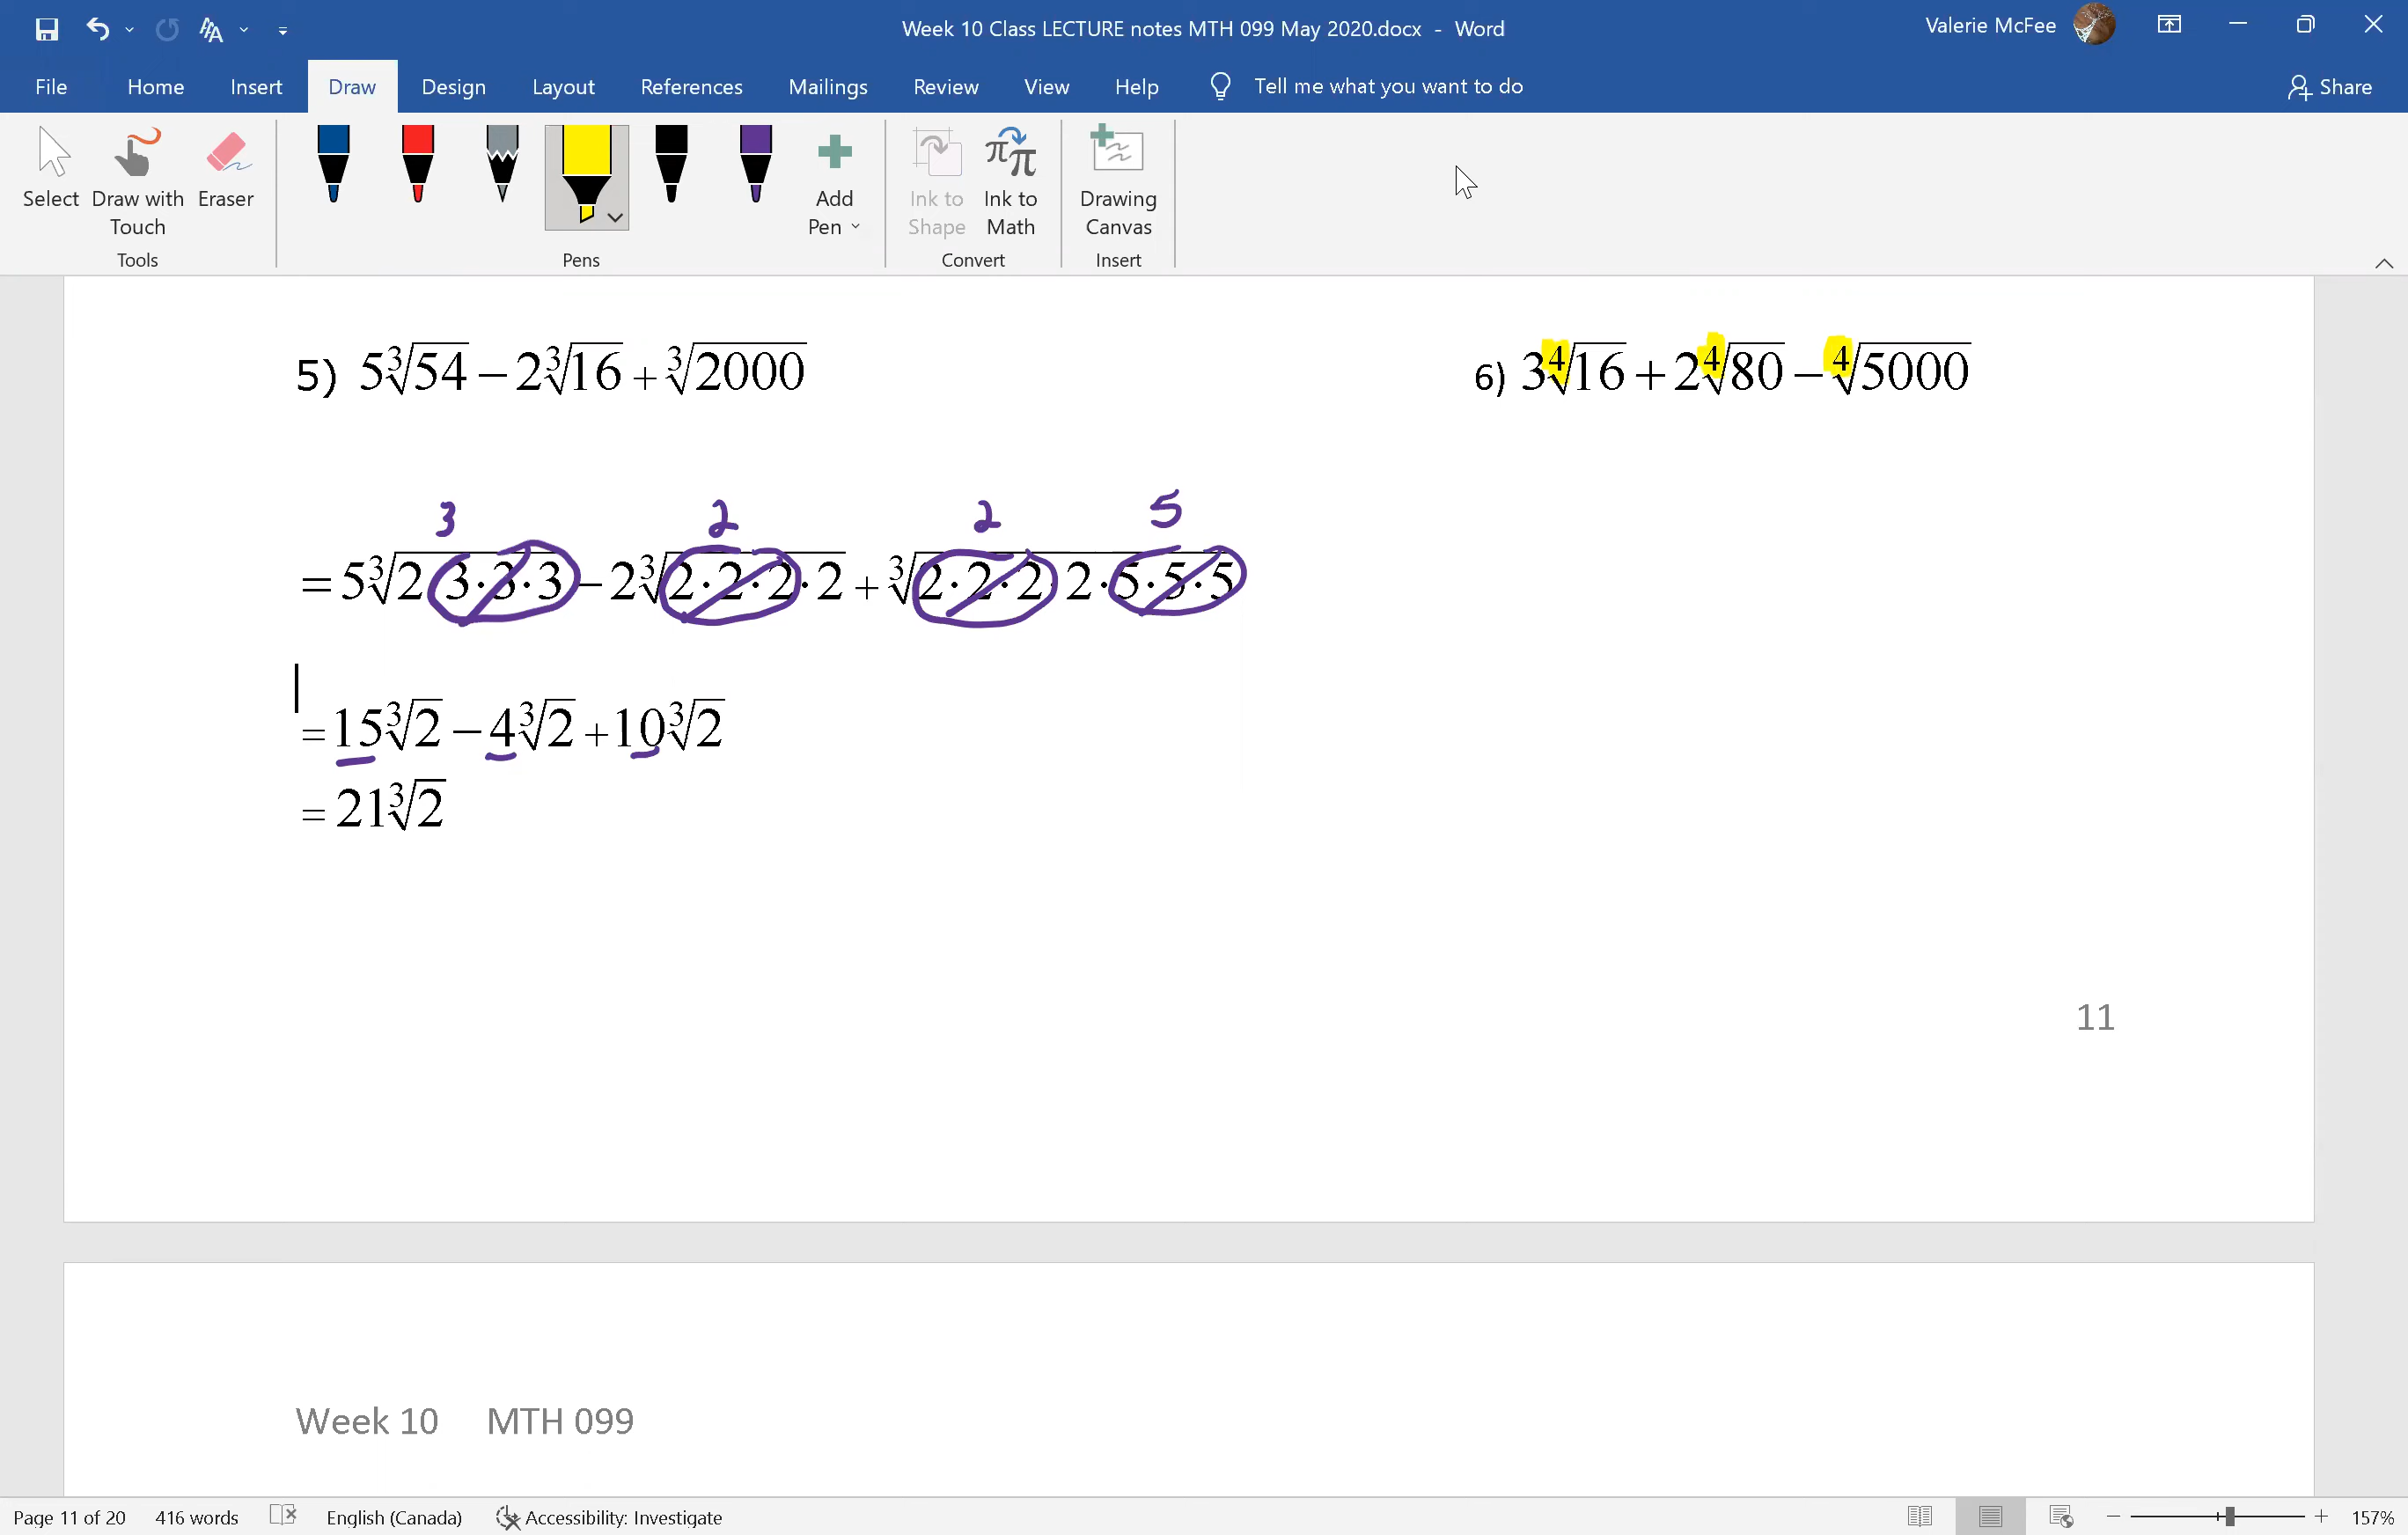 Week 10 Class LECTURE notes MTH 099 May 2020.docx - Word
Valerie McFee
File Home Insert Draw Design Layout References Mailings Review View Help Tell me what you want to do Share
Select Draw with Touch Eraser Add Pen Ink to Shape Ink to Math Drawing Canvas
Tools Pens Convert Insert
5) 5∛54 − 2∛16 + ∛2000
6) 3∜16 + 2∜80 − ∜5000
3 2 2 5
= 5∛(2·3·3·3) − 2∛(2·2·2·2) + ∛(2·2·2·2·5·5·5)
= 15∛2 − 4∛2 + 10∛2
= 21∛2
11
Week 10 MTH 099
Page 11 of 20 416 words English (Canada) Accessibility: Investigate 157%